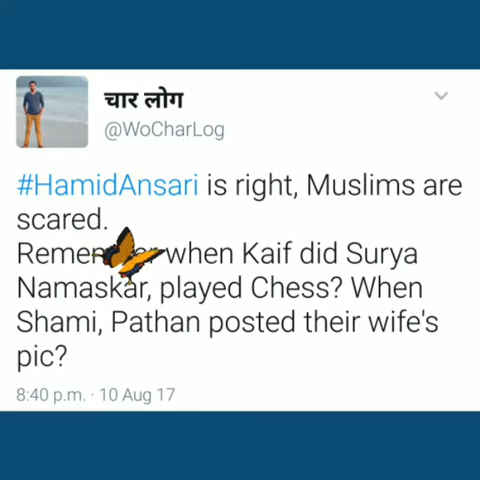 चार लोग
@WoCharLog
#HamidAnsari is right, Muslims are
scared.
when Kaif did Surya
Namaskar, played Chess? When
Shami, Pathan posted their wife's
pic?
8:40 p.m. · 10 Aug 17